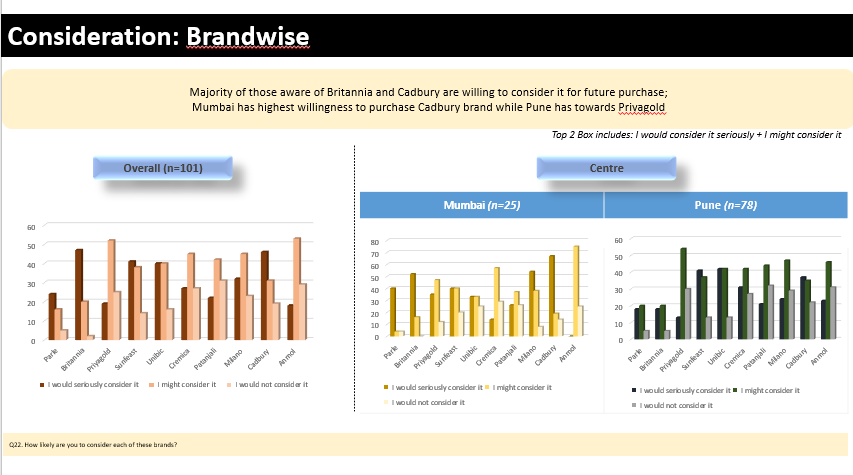 Consideration: Brandwise
Majority of those aware of Britannia and Cadbury are willing to consider it for future purchase;
Mumbai has highest willingness to purchase Cadbury brand while Pune has towards Priyagold
Top 2 Box includes: I would consider it seriously + I might consider it
Overall (n=101)
Centre
Mumbai (n=25)
Pune (n=78)
60
50
40
30
20
10
0
Parle
Britannia
Priyagold
Sunfeast
Unibic
Cremica
Patanjali
Milano
Cadbury
Anmol
I would seriously consider it
I might consider it
I would not consider it
80
70
60
50
40
30
20
10
0
Parle
Britannia
Priyagold
Sunfeast
Unibic
Cremica
Patanjali
Milano
Cadbury
Anmol
I would seriously consider it
I might consider it
I would not consider it
60
50
40
30
20
10
0
Parle
Britannia
Priyagold
Sunfeast
Unibic
Cremica
Patanjali
Milano
Cadbury
Anmol
I would seriously consider it
I might consider it
I would not consider it
Q22. How likely are you to consider each of these brands?